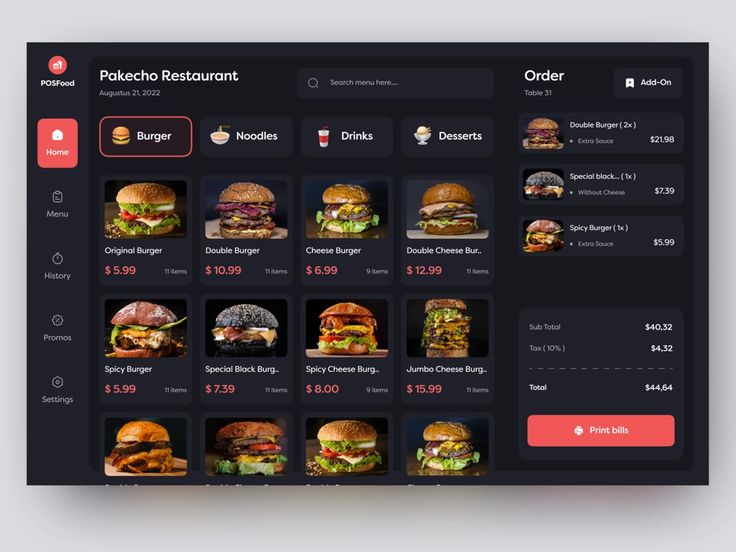 POSFood
Home
Menu
History
Promos
Settings
Pakecho Restaurant
Augustus 21, 2022
Search menu here....
Burger
Noodles
Drinks
Desserts
Original Burger
$ 5.99
11 items
Double Burger
$ 10.99
11 items
Cheese Burger
$ 6.99
9 items
Double Cheese Bur..
$ 12.99
11 items
Spicy Burger
$ 5.99
11 items
Special Black Burg..
$ 7.39
11 items
Spicy Cheese Burg..
$ 8.00
9 items
Jumbo Cheese Burg..
$ 15.99
11 items
Order
Table 31
Add-On
Double Burger ( 2x )
Extra Sauce
$21.98
Special black... ( 1x )
Without Cheese
$7.39
Spicy Burger ( 1x )
Extra Sauce
$5.99
Sub Total
$40,32
Tax ( 10% )
$4,32
Total
$44,64
Print bills